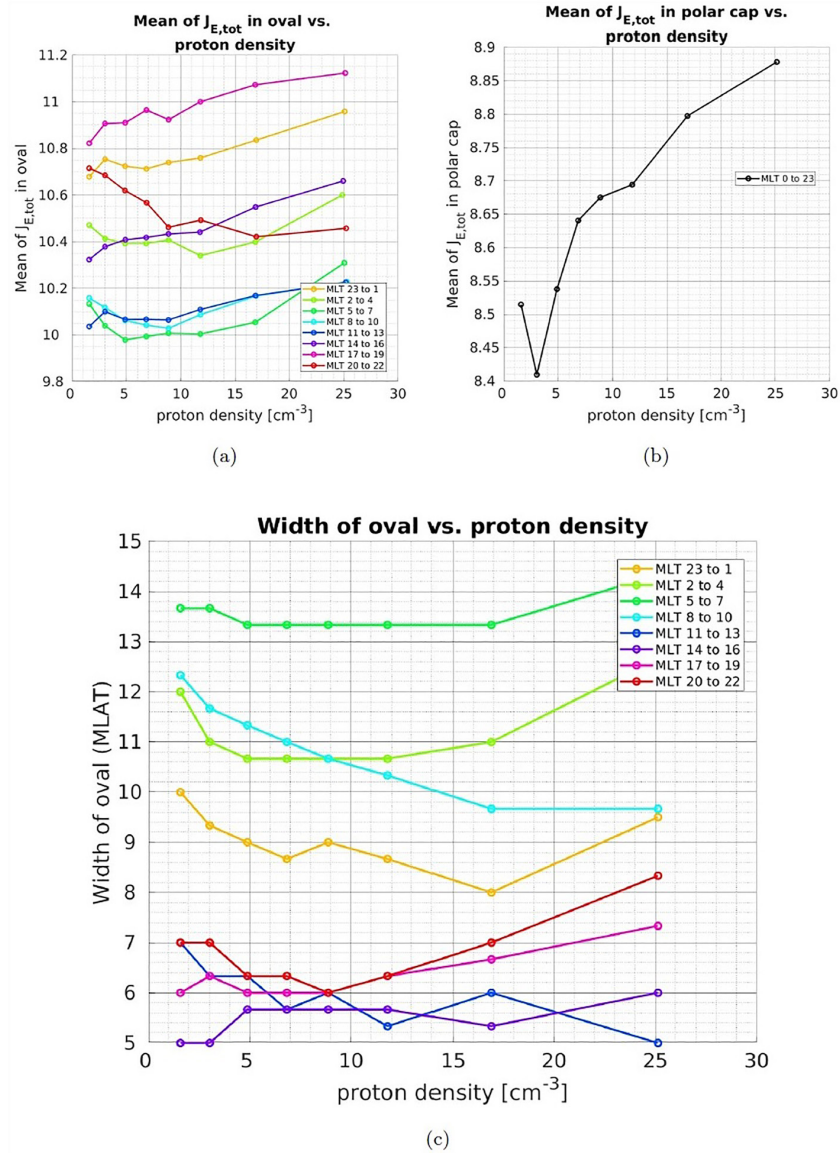 Mean of J_E,tot in oval vs.
proton density
11.2
11
10.8
10.6
10.4
10.2
10
9.8
Mean of J_E,tot in oval
0 5 10 15 20 25 30
proton density [cm^-3]
MLT 23 to 1
MLT 2 to 4
MLT 5 to 7
MLT 8 to 10
MLT 11 to 13
MLT 14 to 16
MLT 17 to 19
MLT 20 to 22
(a)
Mean of J_E,tot in polar cap vs.
proton density
8.9
8.85
8.8
8.75
8.7
8.65
8.6
8.55
8.5
8.45
8.4
Mean of J_E,tot in polar cap
MLT 0 to 23
0 5 10 15 20 25 30
proton density [cm^-3]
(b)
Width of oval vs. proton density
15
14
13
12
11
10
9
8
7
6
5
Width of oval (MLAT)
MLT 23 to 1
MLT 2 to 4
MLT 5 to 7
MLT 8 to 10
MLT 11 to 13
MLT 14 to 16
MLT 17 to 19
MLT 20 to 22
0 5 10 15 20 25 30
proton density [cm^-3]
(c)